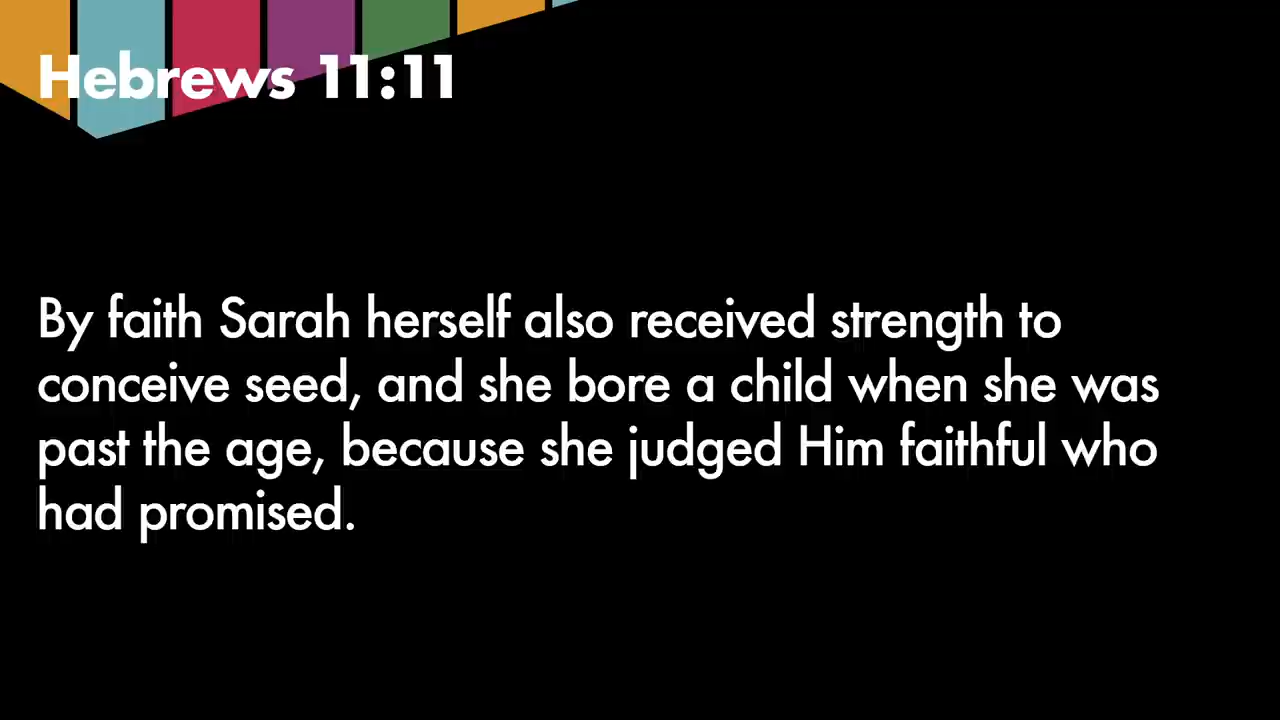 Hebrews 11:11
By faith Sarah herself also received strength to
conceive seed, and she bore a child when she was
past the age, because she judged Him faithful who
had promised.